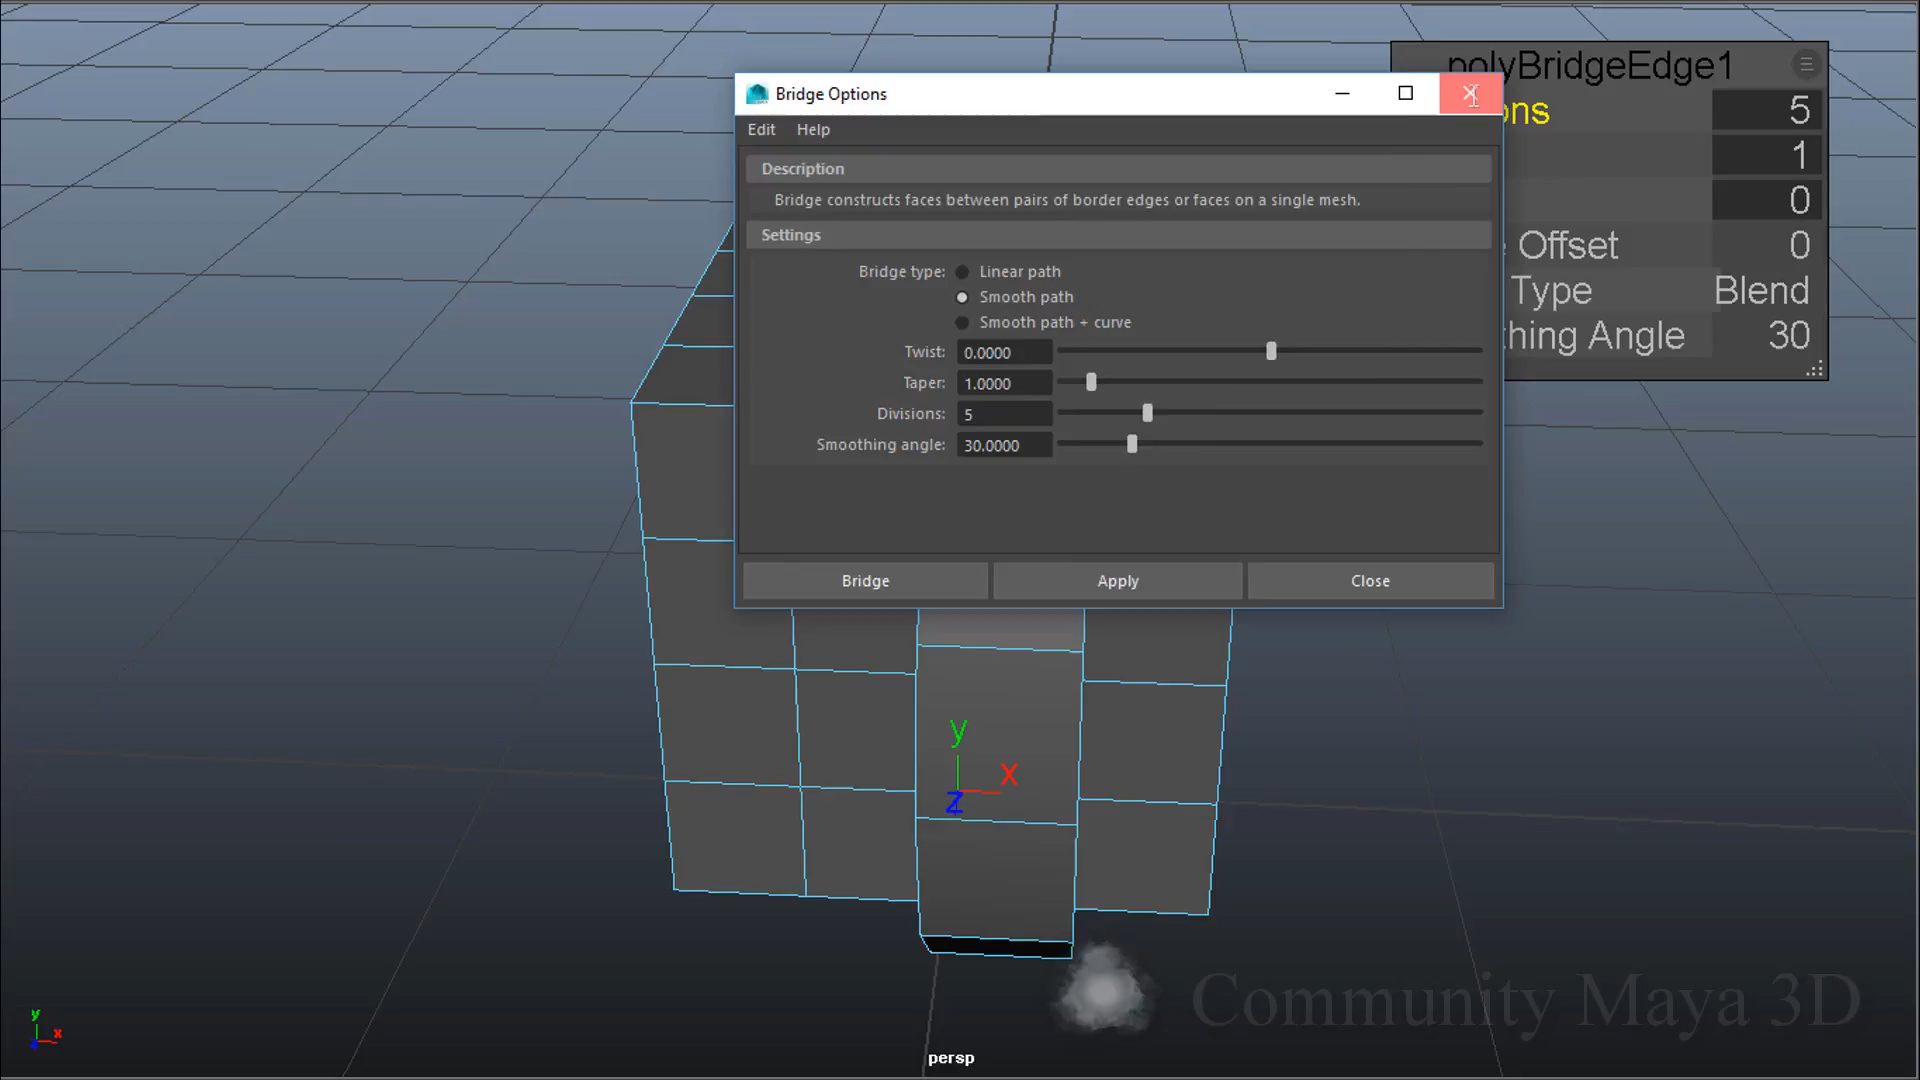 polyBridgeEdge1
ons 5
1
0
Offset 0
Type Blend
hing Angle 30
Bridge Options
Edit Help
Description
Bridge constructs faces between pairs of border edges or faces on a single mesh.
Settings
Bridge type: Linear path
Smooth path
Smooth path + curve
Twist: 0.0000
Taper: 1.0000
Divisions: 5
Smoothing angle: 30.0000
Bridge Apply Close
y
x
z
Community Maya 3D
y
x
z
persp